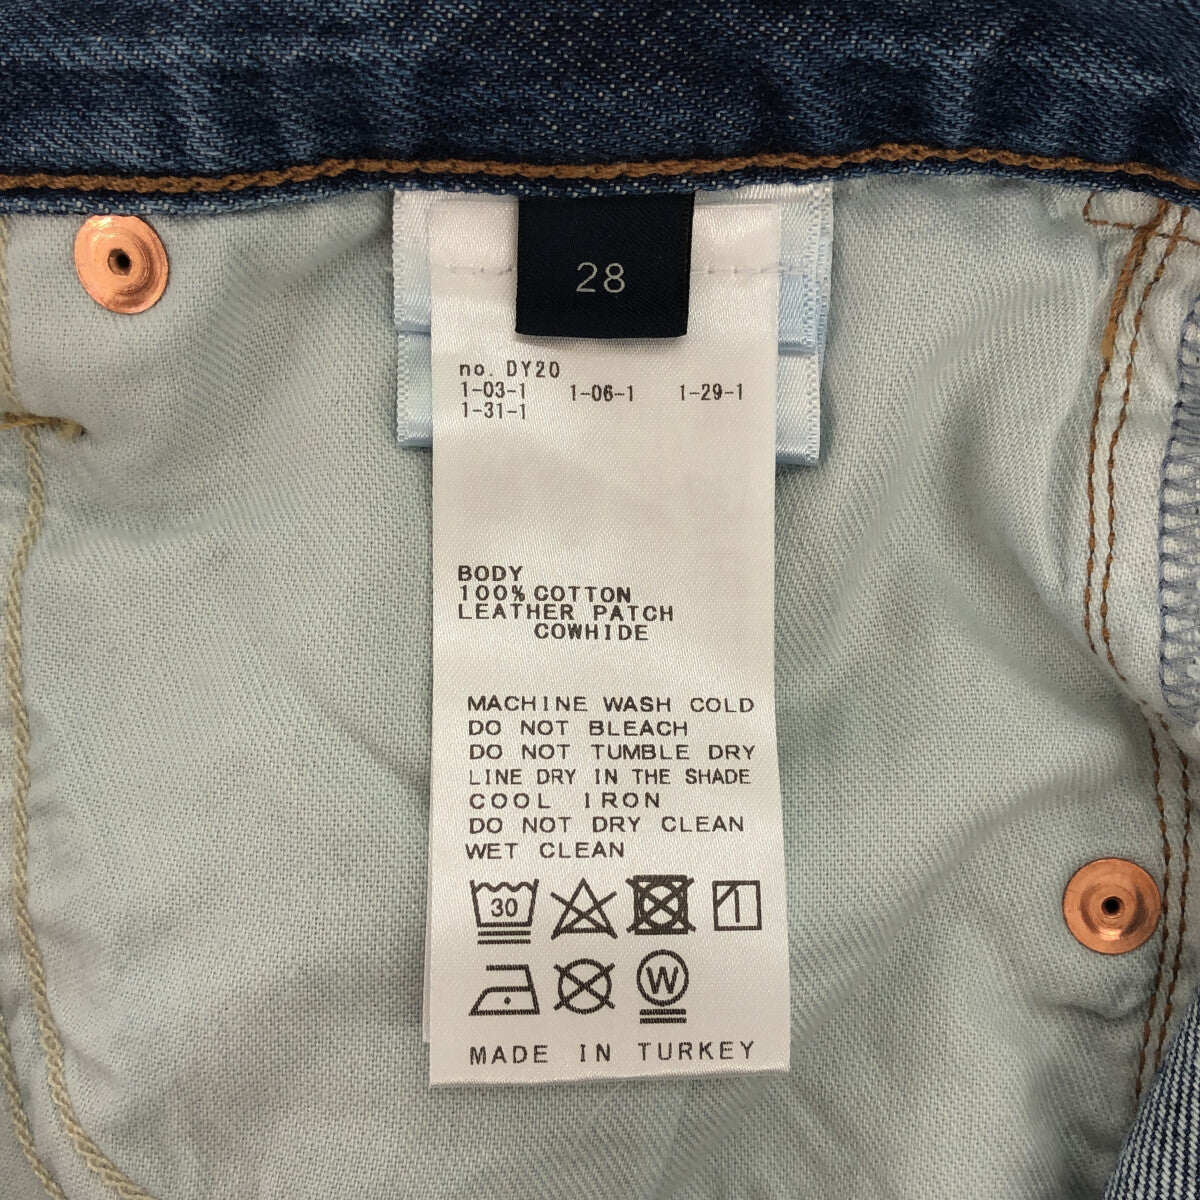 28
no. DY20
1-03-1 1-06-1 1-29-1
1-31-1
BODY
100% COTTON
LEATHER PATCH
COWHIDE
MACHINE WASH COLD
DO NOT BLEACH
DO NOT TUMBLE DRY
LINE DRY IN THE SHADE
COOL IRON
DO NOT DRY CLEAN
WET CLEAN
30
W
MADE IN TURKEY